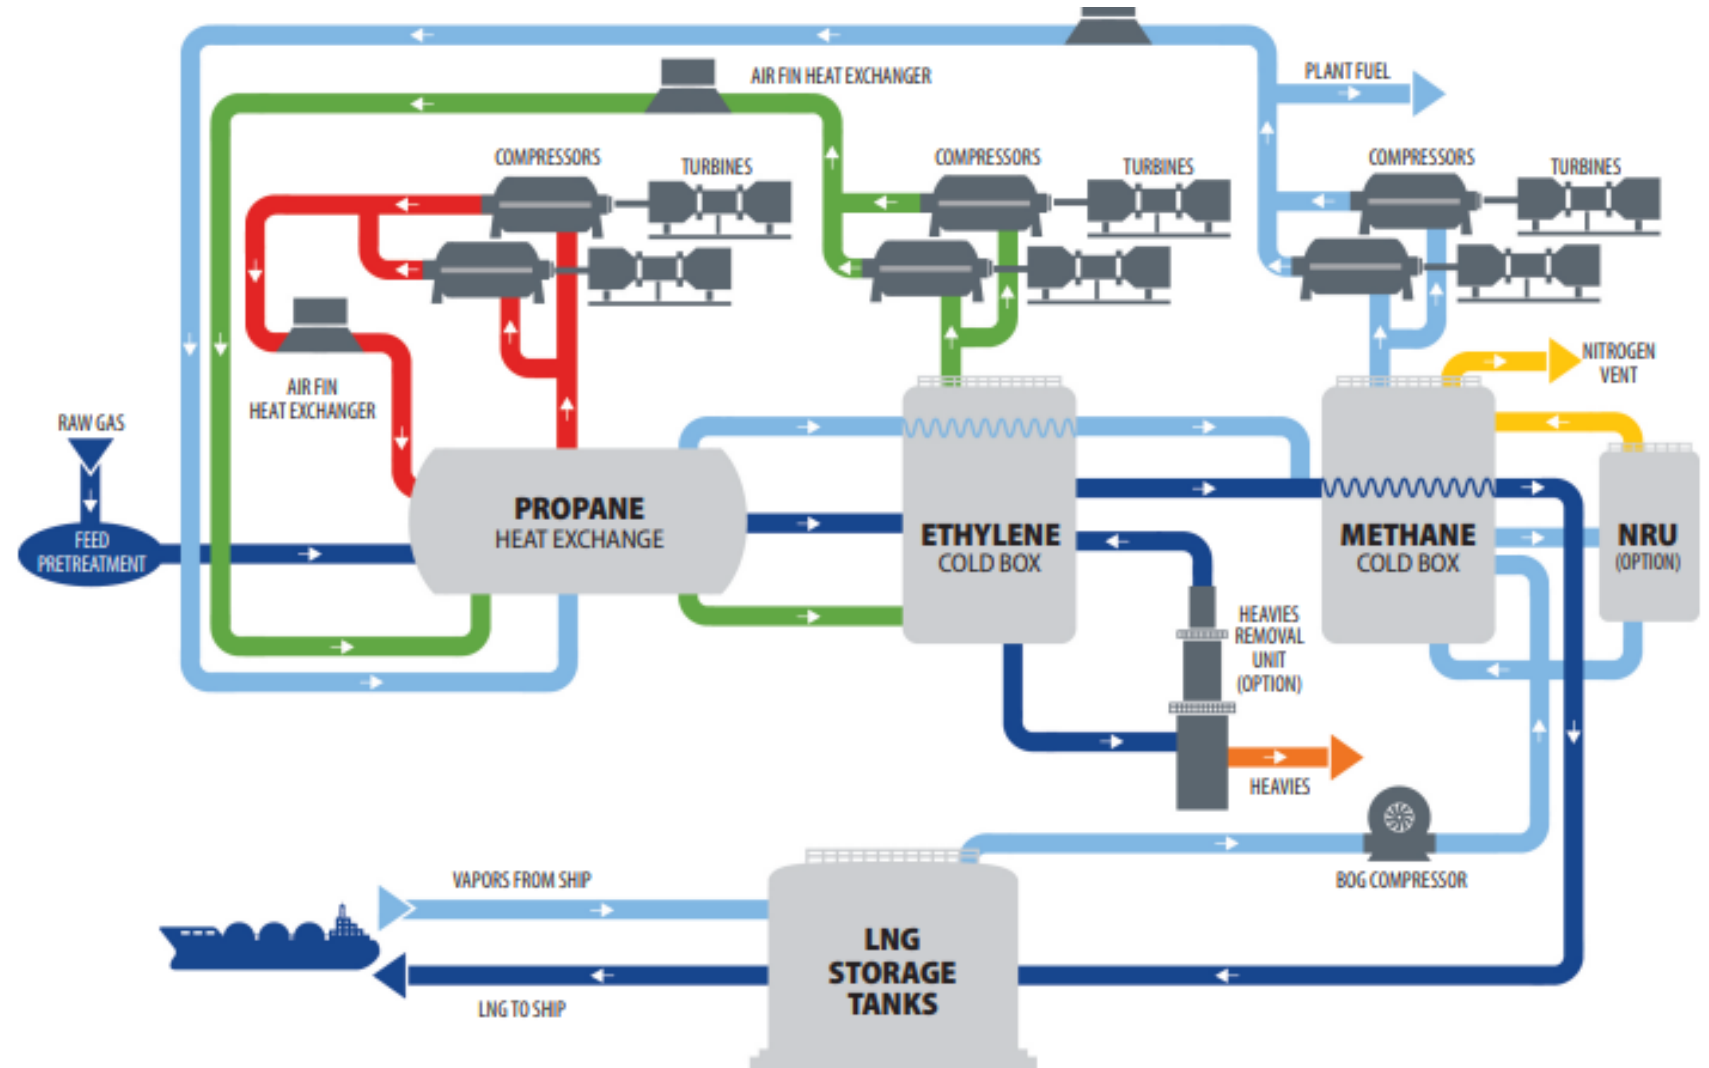 AIR FIN HEAT EXCHANGER
PLANT FUEL
COMPRESSORS
TURBINES
COMPRESSORS
TURBINES
COMPRESSORS
TURBINES
NITROGEN
VENT
AIR FIN
HEAT EXCHANGER
RAW GAS
FEED
PRETREATMENT
PROPANE
HEAT EXCHANGE
ETHYLENE
COLD BOX
METHANE
COLD BOX
NRU
(OPTION)
HEAVIES
REMOVAL
UNIT
(OPTION)
HEAVIES
BOG COMPRESSOR
VAPORS FROM SHIP
LNG
STORAGE
TANKS
LNG TO SHIP